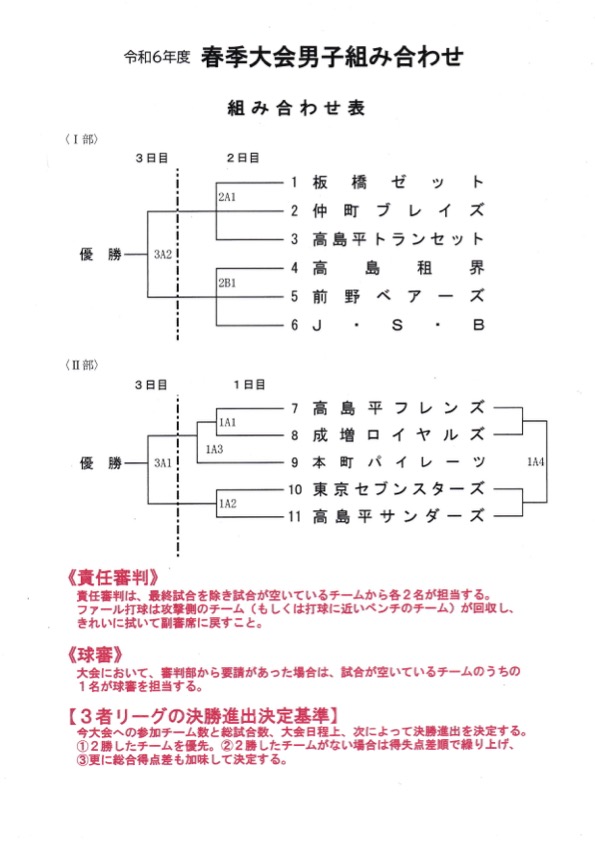 令和6年度 春季大会男子組み合わせ
組み合わせ表
〈Ⅰ部〉
3日目 2日目
1 板橋ゼット
2A1
2 仲町ブレイズ
3 高島平トランセット
優勝 3A2
4 高島租界
2B1
5 前野ベアーズ
6 J・S・B
〈Ⅱ部〉
3日目 1日目
7 高島平フレンズ
1A1
8 成増ロイヤルズ
1A3
優勝 3A1
9 本町パイレーツ
1A4
10 東京セブンスターズ
1A2
11 高島平サンダーズ
《責任審判》
責任審判は、最終試合を除き試合が空いているチームから各2名が担当する。
ファール打球は攻撃側のチーム（もしくは打球に近いベンチのチーム）が回収し、
きれいに拭いて副審席に戻すこと。
《球審》
大会において、審判部から要請があった場合は、試合が空いているチームのうちの
1名が球審を担当する。
【3者リーグの決勝進出決定基準】
今大会への参加チーム数と総試合数、大会日程上、次によって決勝進出を決定する。
①2勝したチームを優先。②2勝したチームがない場合は得失点差順で繰り上げ、
③更に総合得点差も加味して決定する。